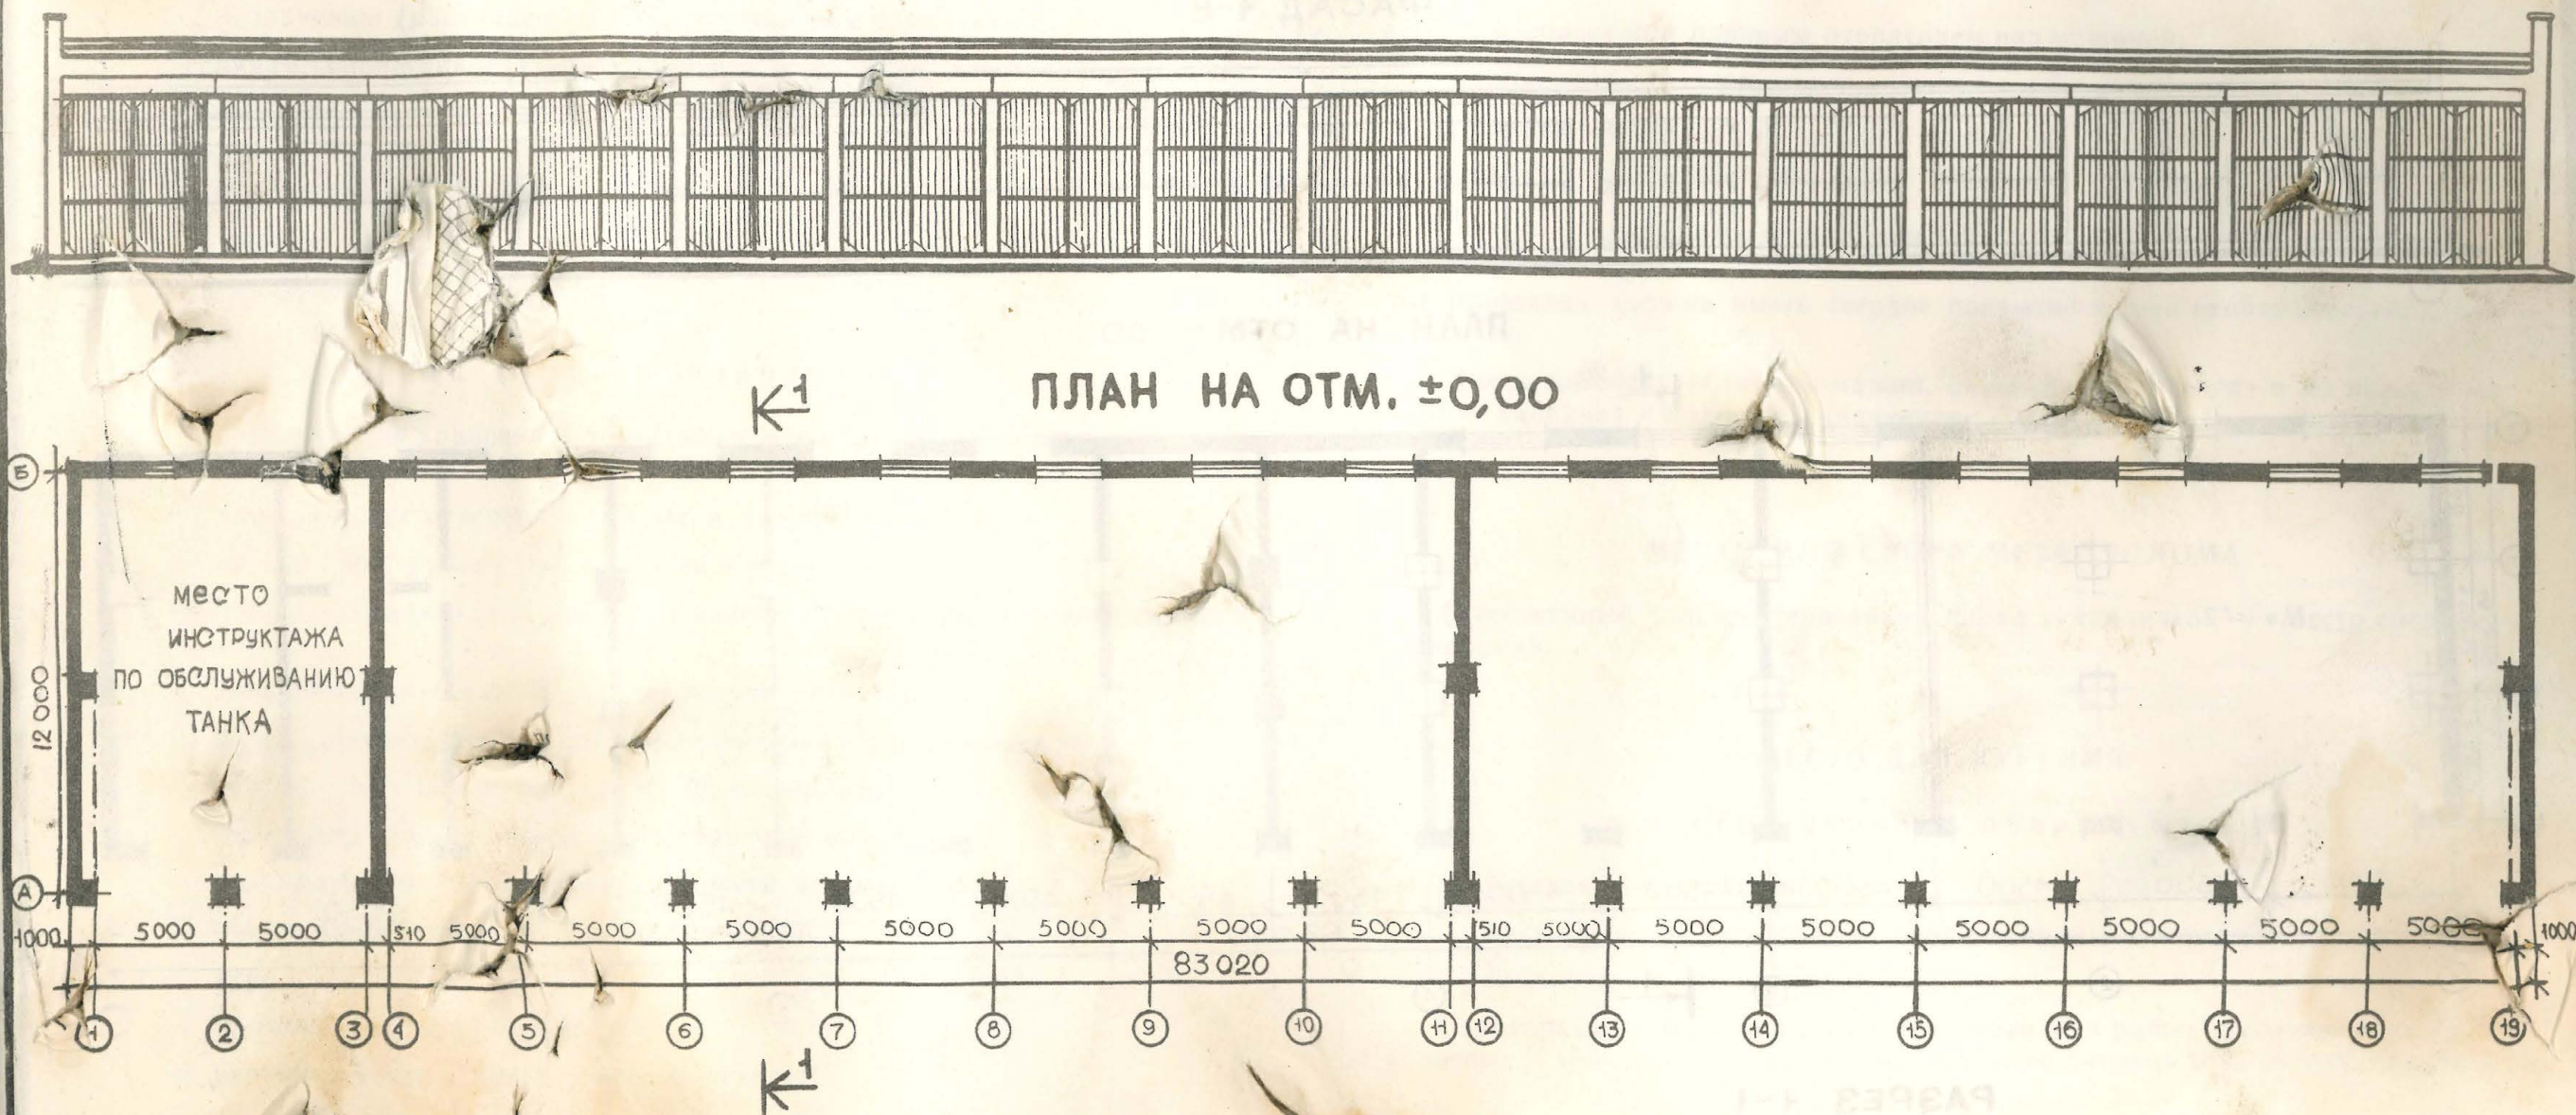 1
ПЛАН НА ОТМ. ±0,00
Б
МЕСТО
ИНСТРУКТАЖА
ПО ОБСЛУЖИВАНИЮ
ТАНКА
12 000
А
1000 5000 5000 510 5000 5000 5000 5000 5000 5000 5000 510 5000 5000 5000 5000 5000 5000 5000 1000
83 020
1 2 3 4 5 6 7 8 9 10 11 12 13 14 15 16 17 18 19
1